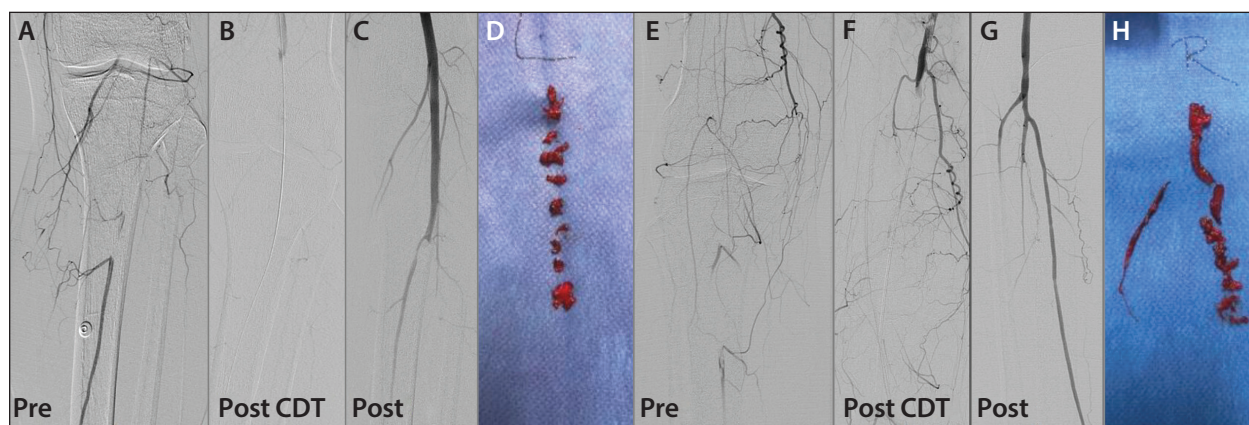 A B C D E F G H
L
R
Pre Post CDT Post Pre Post CDT Post